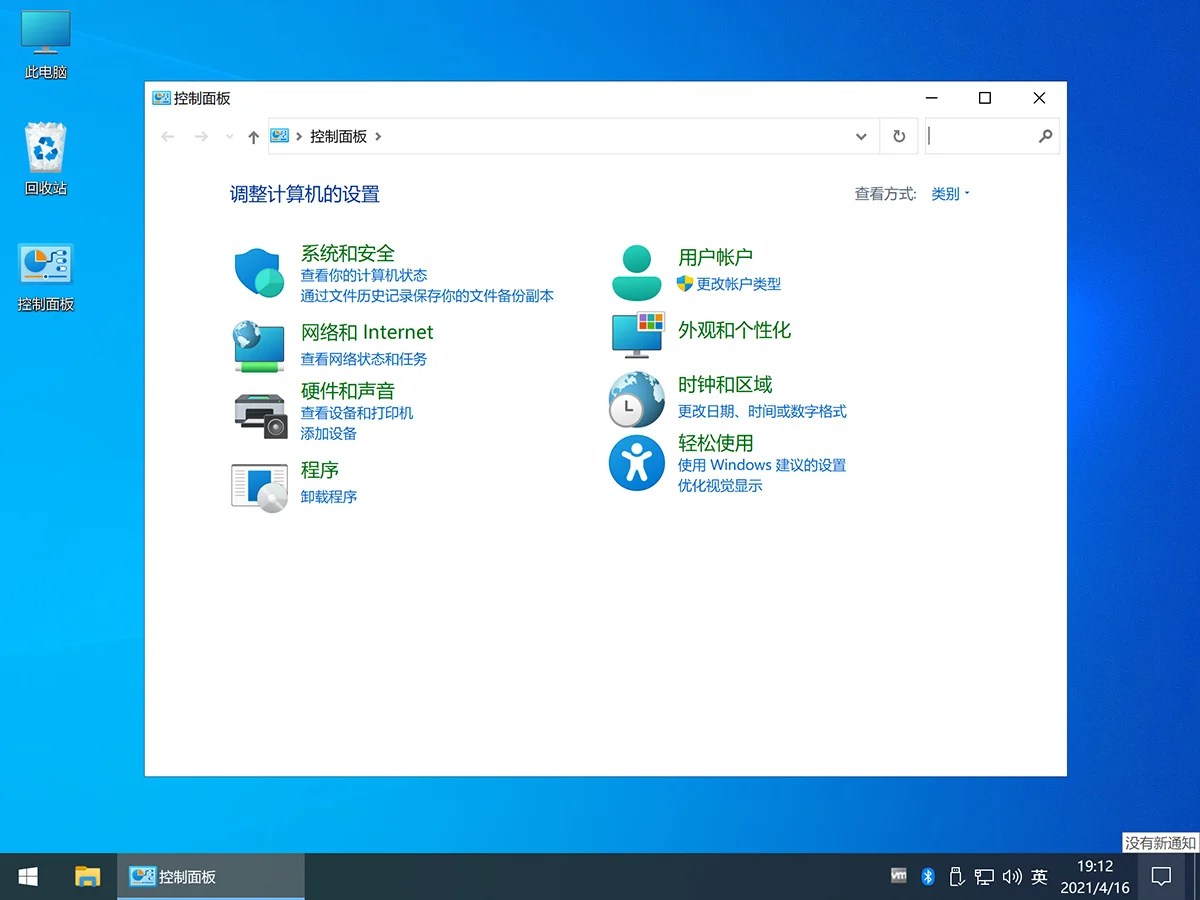 此电脑
回收站
控制面板
控制面板
控制面板
调整计算机的设置
查看方式: 类别
系统和安全
查看你的计算机状态
通过文件历史记录保存你的文件备份副本
网络和 Internet
查看网络状态和任务
硬件和声音
查看设备和打印机
添加设备
程序
卸载程序
用户帐户
更改帐户类型
外观和个性化
时钟和区域
更改日期、时间或数字格式
轻松使用
使用 Windows 建议的设置
优化视觉显示
没有新通知
控制面板
vm
英
19:12
2021/4/16